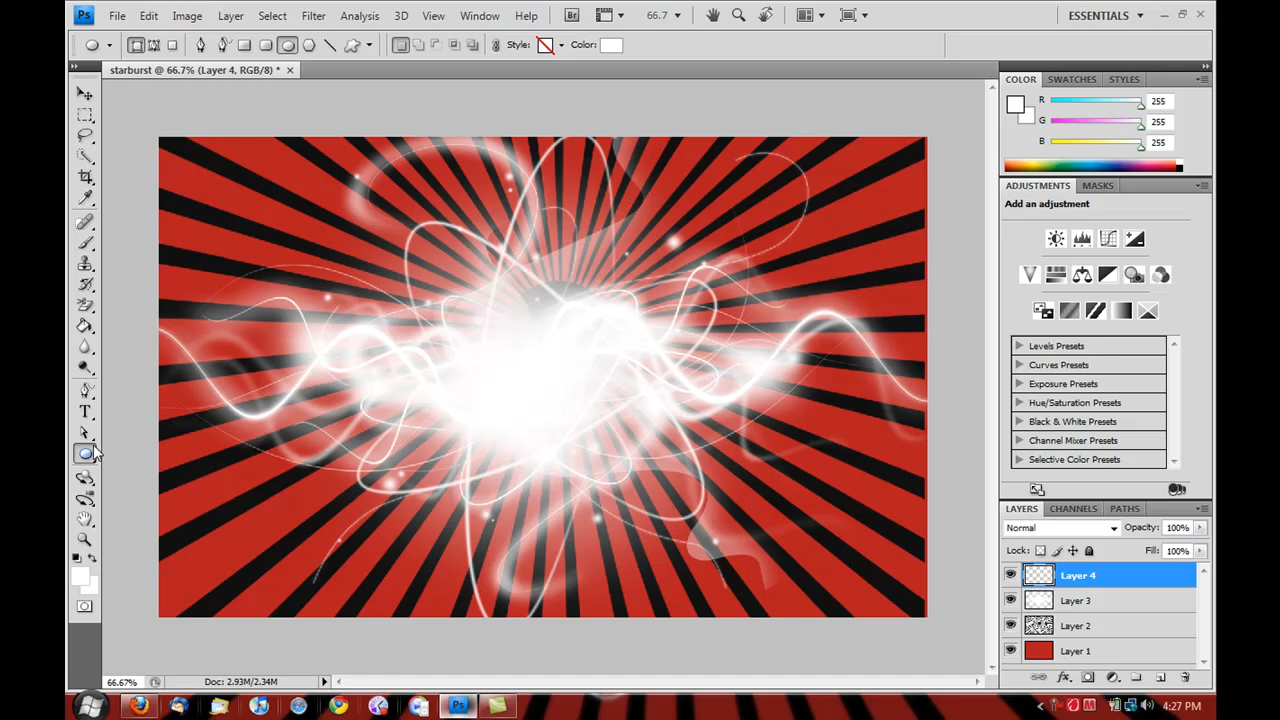 Ps File Edit Image Layer Select Filter Analysis 3D View Window Help Br 66.7 ESSENTIALS
Style: Color:
starburst @ 66.7% (Layer 4, RGB/8) *
COLOR SWATCHES STYLES
R 255
G 255
B 255
ADJUSTMENTS MASKS
Add an adjustment
Levels Presets
Curves Presets
Exposure Presets
Hue/Saturation Presets
Black & White Presets
Channel Mixer Presets
Selective Color Presets
LAYERS CHANNELS PATHS
Normal Opacity: 100%
Lock: Fill: 100%
Layer 4
Layer 3
Layer 2
Layer 1
T
fx
66.67% Doc: 2.93M/2.34M
Ps 4:27 PM